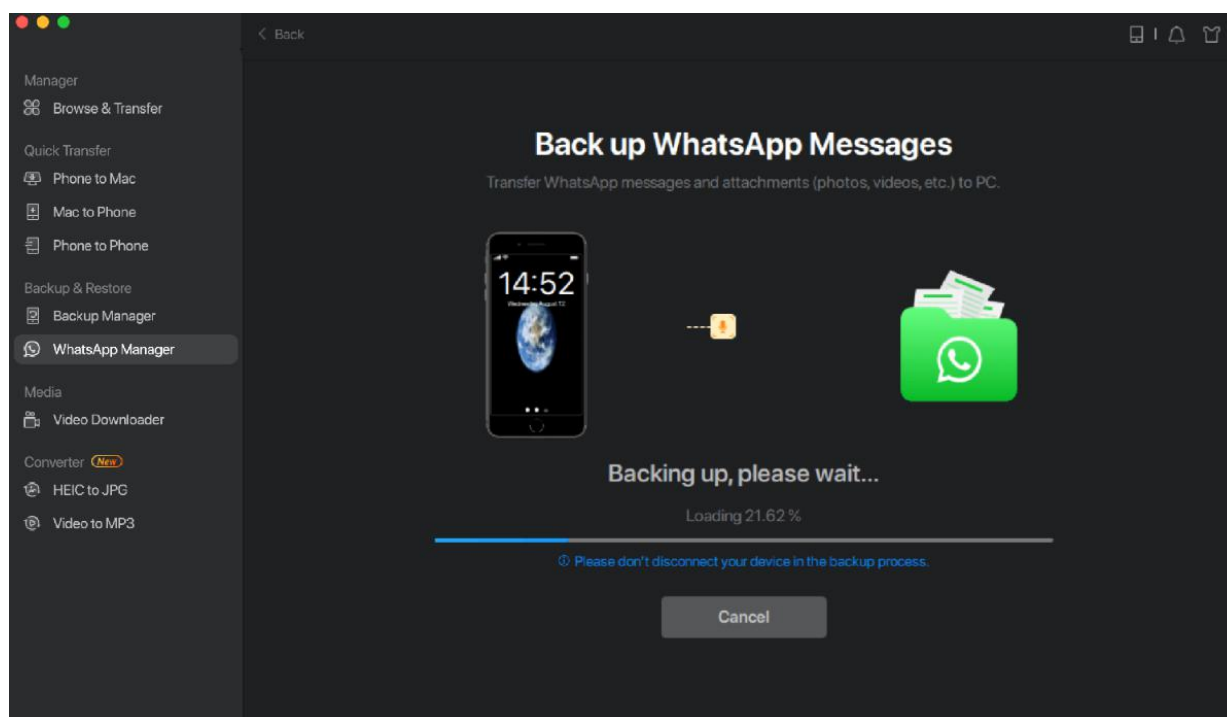 Back
Manager
Browse & Transfer
Quick Transfer
Phone to Mac
Mac to Phone
Phone to Phone
Backup & Restore
Backup Manager
WhatsApp Manager
Media
Video Downloader
Converter New
HEIC to JPG
Video to MP3
Back up WhatsApp Messages
Transfer WhatsApp messages and attachments (photos, videos, etc.) to PC.
14:52
Wednesday August 12
Backing up, please wait...
Loading 21.62 %
Please don't disconnect your device in the backup process.
Cancel